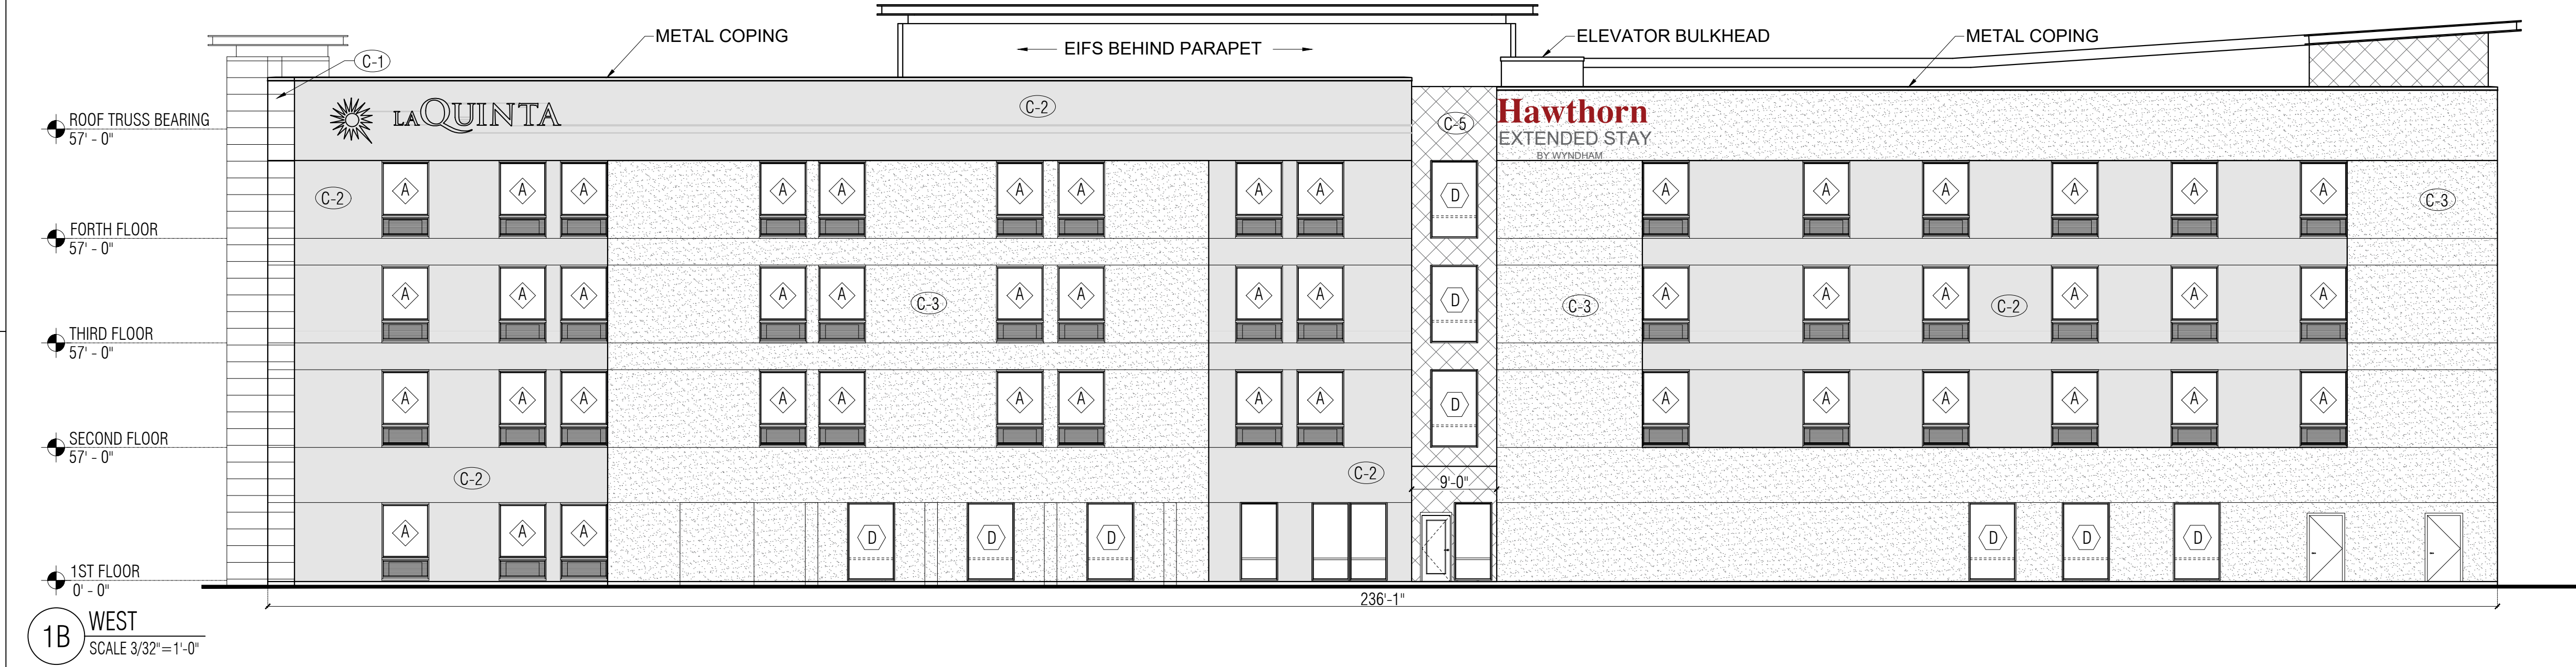 METAL COPING
EIFS BEHIND PARAPET
ELEVATOR BULKHEAD
METAL COPING
C-1
LAQUINTA
C-2
C-5
Hawthorn
EXTENDED STAY
BY WYNDHAM
ROOF TRUSS BEARING
57' - 0"
A A A A A A A A A D A A A A A A
C-2
C-3
FORTH FLOOR
57' - 0"
A A A A A A A A A D A A A A A A
C-3
C-3
C-2
THIRD FLOOR
57' - 0"
A A A A A A A A A D A A A A A A
SECOND FLOOR
57' - 0"
C-2
C-2
9'-0"
A A A D D D D D D
1ST FLOOR
0' - 0"
236'-1"
1B
WEST
SCALE 3/32"=1'-0"